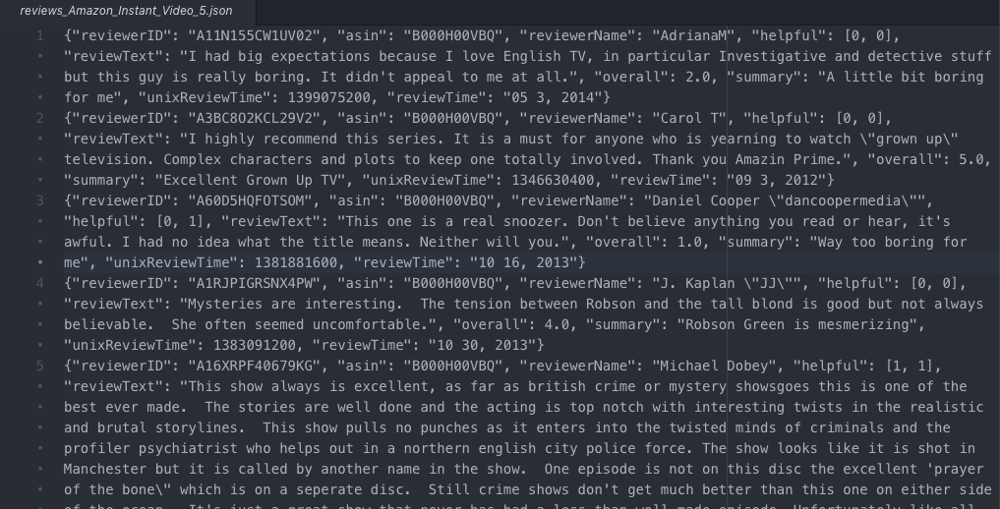 reviews_Amazon_Instant_Video_5.json
1 {"reviewerID": "A11N155CW1UV02", "asin": "B000H00VBQ", "reviewerName": "AdrianaM", "helpful": [0, 0],
"reviewText": "I had big expectations because I love English TV, in particular Investigative and detective stuff
but this guy is really boring. It didn't appeal to me at all.", "overall": 2.0, "summary": "A little bit boring
for me", "unixReviewTime": 1399075200, "reviewTime": "05 3, 2014"}
2 {"reviewerID": "A3BC8O2KCL29V2", "asin": "B000H00VBQ", "reviewerName": "Carol T", "helpful": [0, 0],
"reviewText": "I highly recommend this series. It is a must for anyone who is yearning to watch \"grown up\"
television. Complex characters and plots to keep one totally involved. Thank you Amazin Prime.", "overall": 5.0,
"summary": "Excellent Grown Up TV", "unixReviewTime": 1346630400, "reviewTime": "09 3, 2012"}
3 {"reviewerID": "A60D5HQFOTSOM", "asin": "B000H00VBQ", "reviewerName": "Daniel Cooper \"dancoopermedia\"",
"helpful": [0, 1], "reviewText": "This one is a real snoozer. Don't believe anything you read or hear, it's
awful. I had no idea what the title means. Neither will you.", "overall": 1.0, "summary": "Way too boring for
me", "unixReviewTime": 1381881600, "reviewTime": "10 16, 2013"}
4 {"reviewerID": "A1RJPIGRSNX4PW", "asin": "B000H00VBQ", "reviewerName": "J. Kaplan \"JJ\"", "helpful": [0, 0],
"reviewText": "Mysteries are interesting.  The tension between Robson and the tall blond is good but not always
believable.  She often seemed uncomfortable.", "overall": 4.0, "summary": "Robson Green is mesmerizing",
"unixReviewTime": 1383091200, "reviewTime": "10 30, 2013"}
5 {"reviewerID": "A16XRPF40679KG", "asin": "B000H00VBQ", "reviewerName": "Michael Dobey", "helpful": [1, 1],
"reviewText": "This show always is excellent, as far as british crime or mystery showsgoes this is one of the
best ever made.  The stories are well done and the acting is top notch with interesting twists in the realistic
and brutal storylines.  This show pulls no punches as it enters into the twisted minds of criminals and the
profiler psychiatrist who helps out in a northern english city police force. The show looks like it is shot in
Manchester but it is called by another name in the show.  One episode is not on this disc the excellent 'prayer
of the bone\" which is on a seperate disc.  Still crime shows don't get much better than this one on either side
of the ocean.  It's just a great show that never has had a less than well made episode. Unfortunately like all